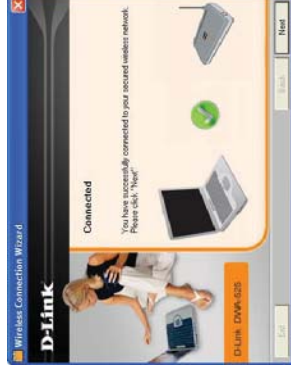 Wireless Connection Wizard
D-Link
Connected
You have successfully connected to your secured wireless network.
Please click "Next"
D-Link DWA-525
Exit
Back
Next